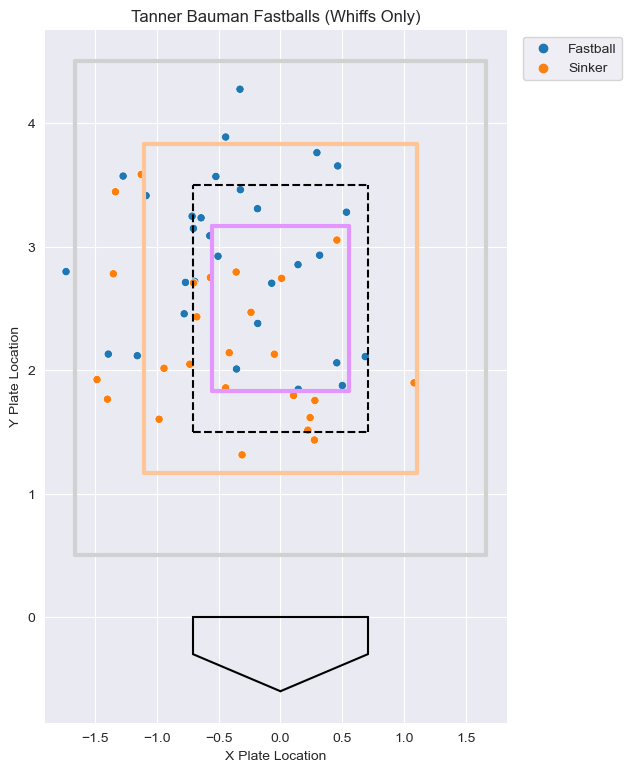 Tanner Bauman Fastballs (Whiffs Only)
Fastball
Sinker
4
3
2
1
0
−1.5
−1.0
−0.5
0.0
0.5
1.0
1.5
X Plate Location
Y Plate Location